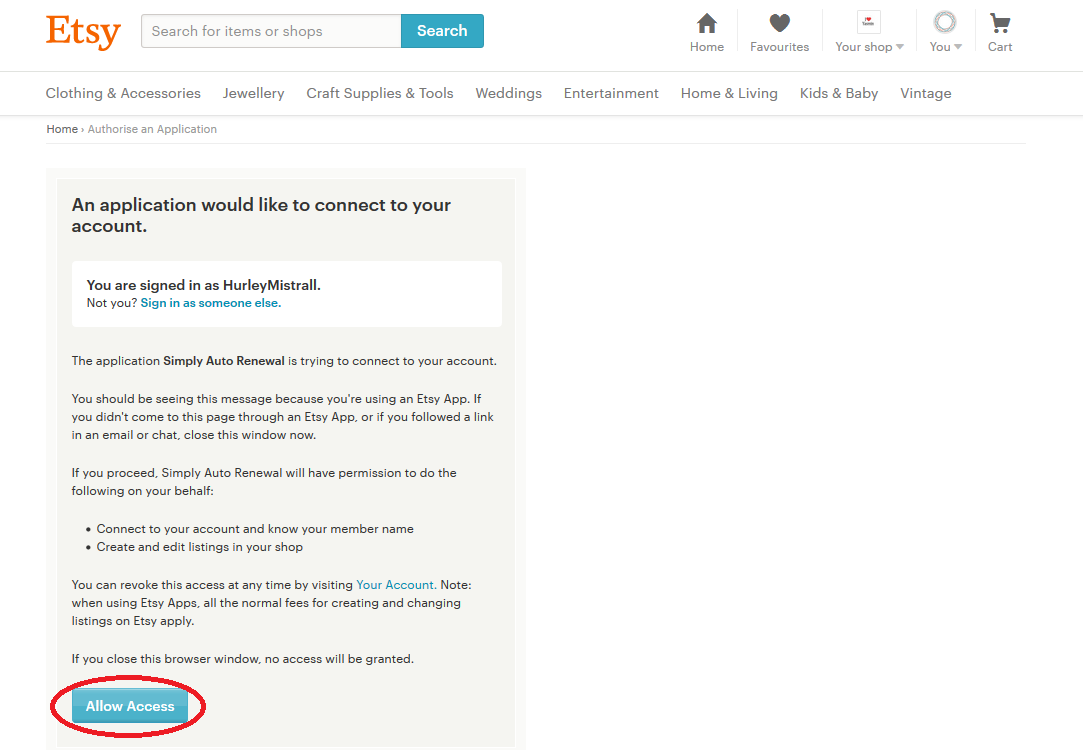 Etsy
Search for items or shops
Search
Home
Favourites
Your shop
You
Cart
Clothing & Accessories
Jewellery
Craft Supplies & Tools
Weddings
Entertainment
Home & Living
Kids & Baby
Vintage
Home › Authorise an Application
An application would like to connect to your
account.
You are signed in as HurleyMistrall.
Not you? Sign in as someone else.
The application Simply Auto Renewal is trying to connect to your account.
You should be seeing this message because you're using an Etsy App. If
you didn't come to this page through an Etsy App, or if you followed a link
in an email or chat, close this window now.
If you proceed, Simply Auto Renewal will have permission to do the
following on your behalf:
• Connect to your account and know your member name
• Create and edit listings in your shop
You can revoke this access at any time by visiting Your Account. Note:
when using Etsy Apps, all the normal fees for creating and changing
listings on Etsy apply.
If you close this browser window, no access will be granted.
Allow Access